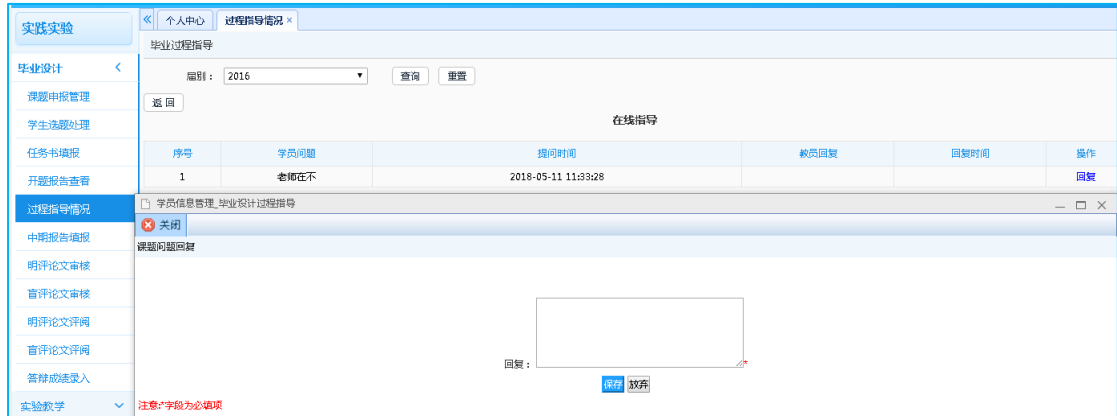 实践实验
毕业设计
课题申报管理
学生选题处理
任务书填报
开题报告查看
过程指导情况
中期报告填报
明评论文审核
盲评论文审核
明评论文评阅
盲评论文评阅
答辩成绩录入
实验教学
个人中心 过程指导情况 ×
毕业过程指导
届别： 2016 查询 重置
返回
在线指导
序号 学员问题 提问时间 教员回复 回复时间 操作
1 老师在不 2018-05-11 11:33:28 回复
学员信息管理_毕业设计过程指导
关闭
课题问题回复
回复： *
保存 放弃
注意:*字段为必填项